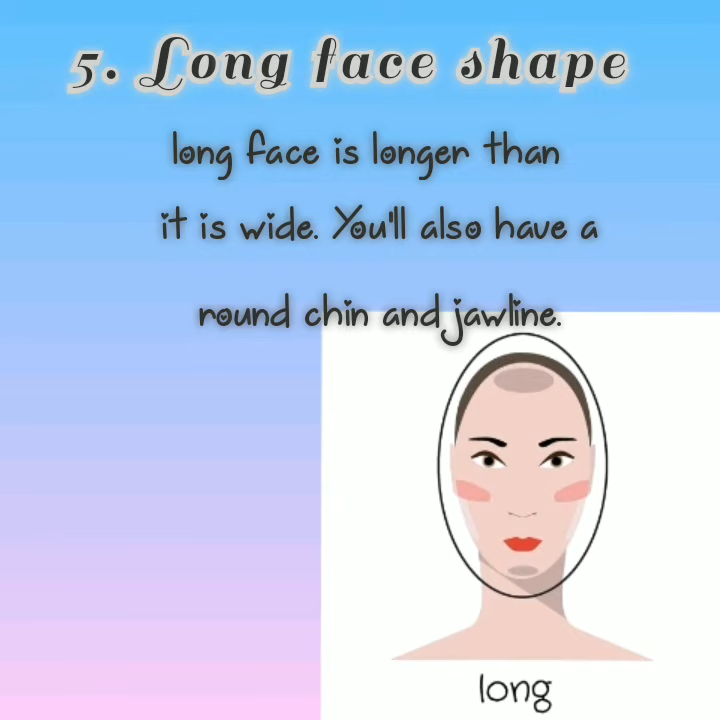 5. Long face shape
long face is longer than
it is wide. You'll also have a
round chin and jawline.
long